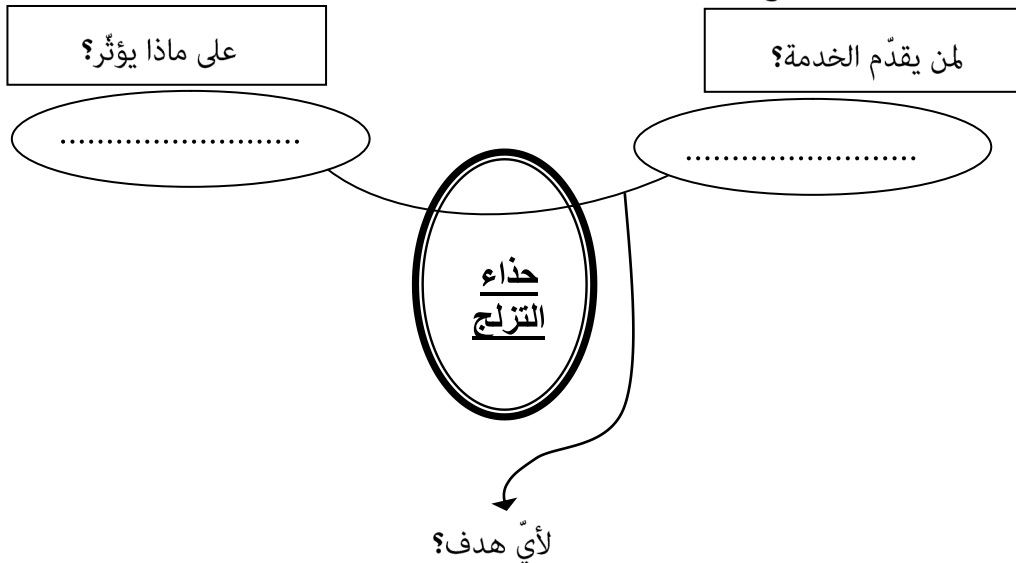 لمن يقدّم الخدمة؟
على ماذا يؤثّر؟
..........................
..........................
حذاء
التزلج
لأيّ هدف؟